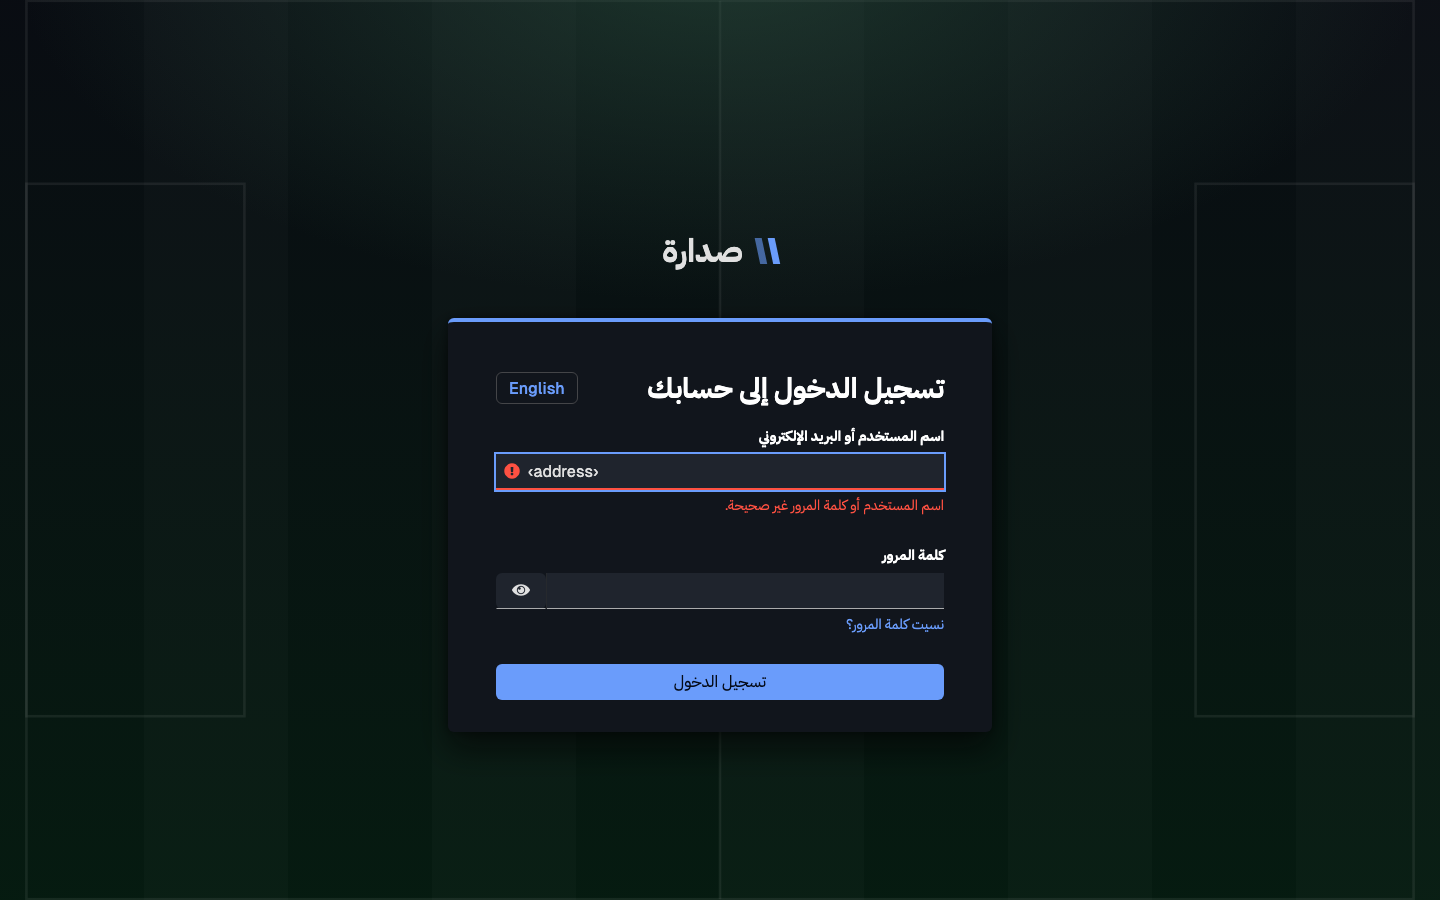 صدارة
تسجيل الدخول إلى حسابك
English
اسم المستخدم أو البريد الإلكتروني
‹address›
اسم المستخدم أو كلمة المرور غير صحيحة.
كلمة المرور
نسيت كلمة المرور؟
تسجيل الدخول